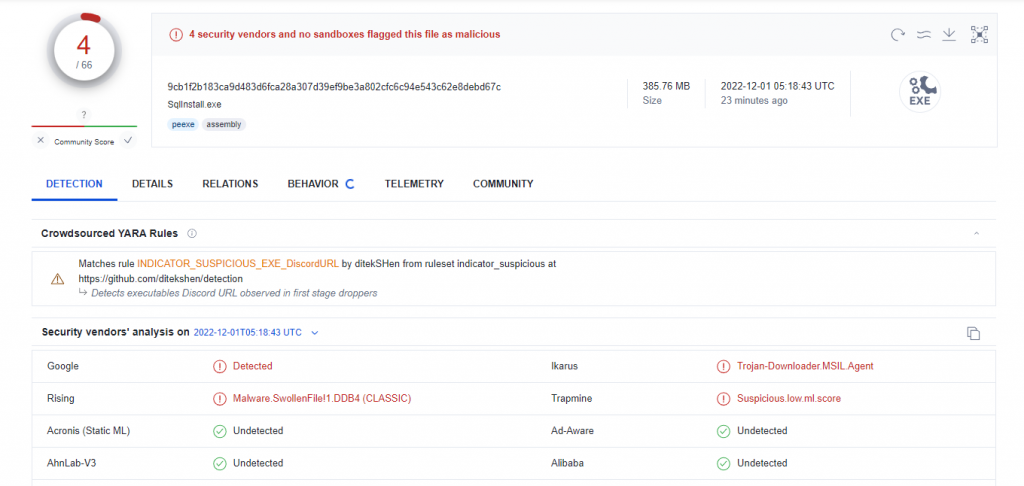 4
/ 66
?
Community Score
4 security vendors and no sandboxes flagged this file as malicious
9cb1f2b183ca9d483d6fca28a307d39ef9be3a802cfc6c94e543c62e8debd67c
SqlInstall.exe
peexe assembly
385.76 MB
Size
2022-12-01 05:18:43 UTC
23 minutes ago
EXE
DETECTION DETAILS RELATIONS BEHAVIOR TELEMETRY COMMUNITY
Crowdsourced YARA Rules
Matches rule INDICATOR_SUSPICIOUS_EXE_DiscordURL by ditekSHen from ruleset indicator_suspicious at
https://github.com/ditekshen/detection
Detects executables Discord URL observed in first stage droppers
Security vendors' analysis on 2022-12-01T05:18:43 UTC
Google Detected Ikarus Trojan-Downloader.MSIL.Agent
Rising Malware.SwollenFile!1.DDB4 (CLASSIC) Trapmine Suspicious.low.ml.score
Acronis (Static ML) Undetected Ad-Aware Undetected
AhnLab-V3 Undetected Alibaba Undetected